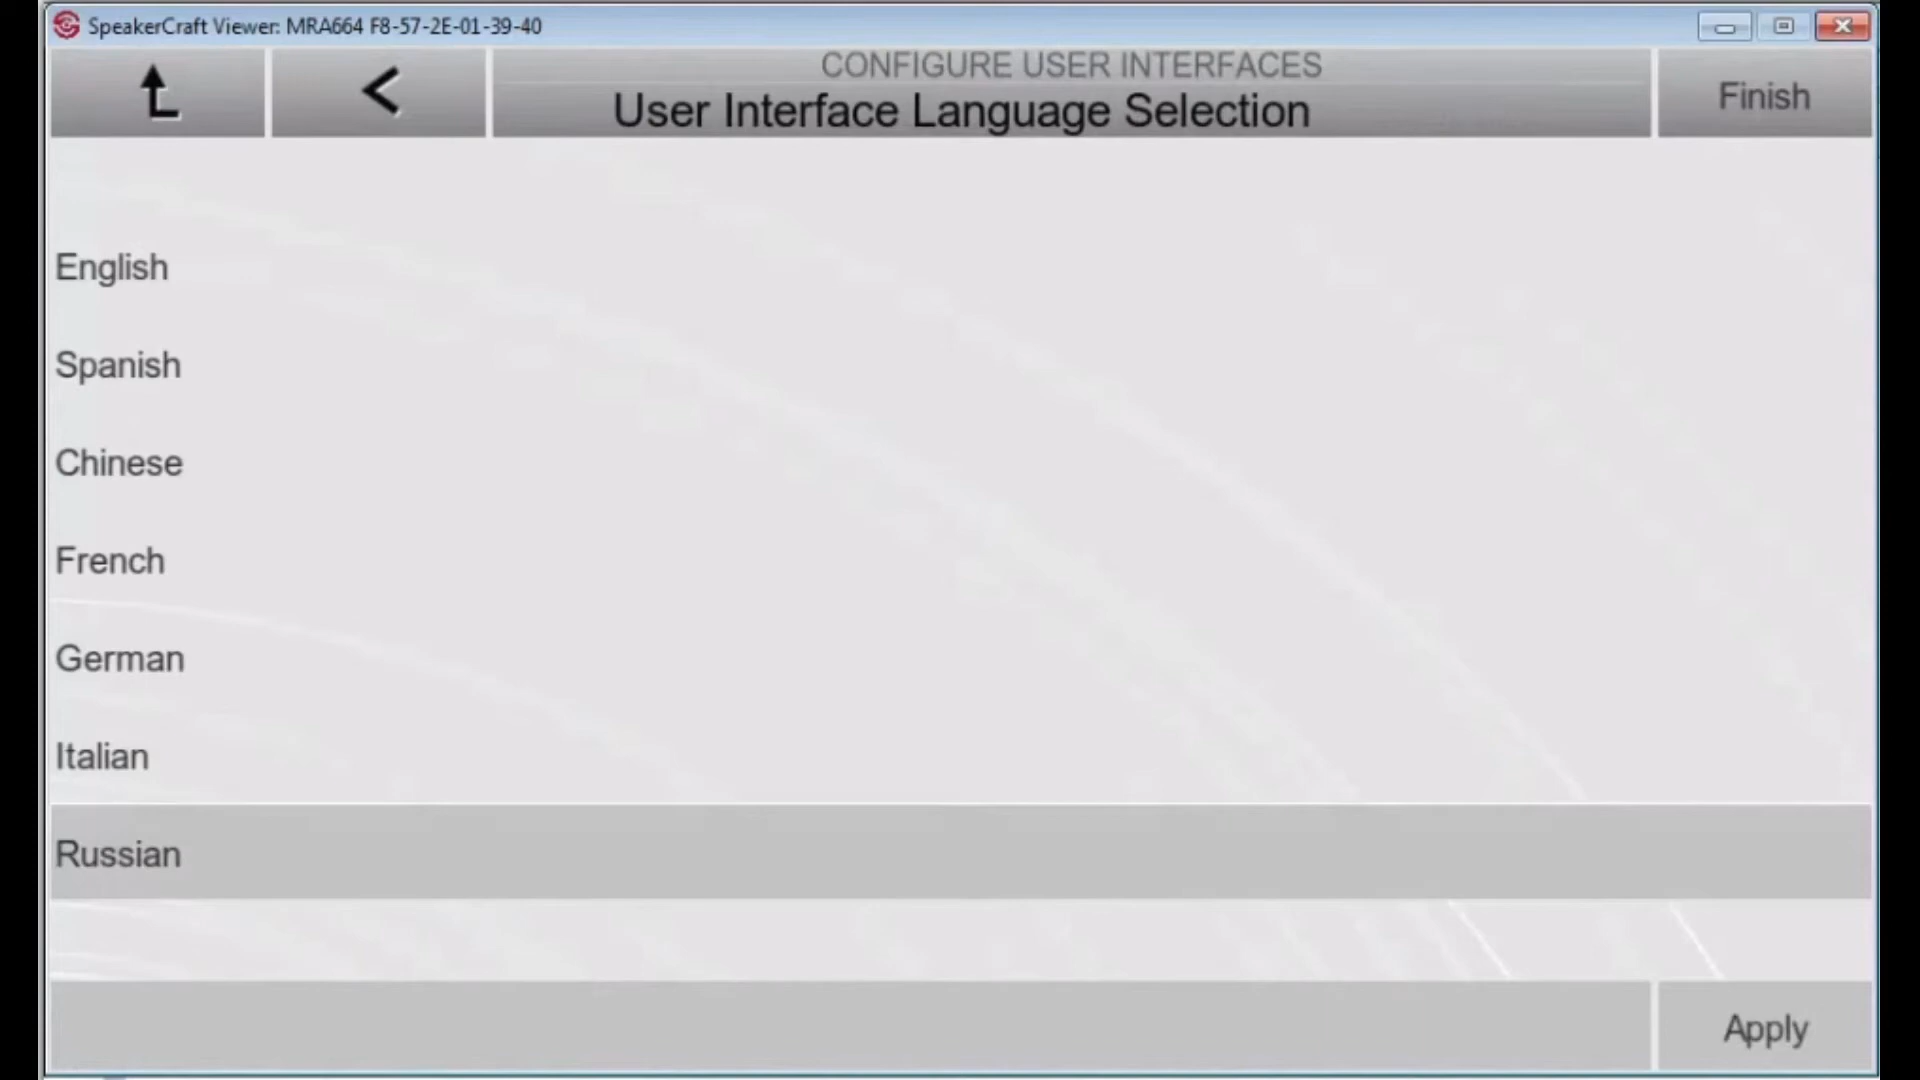 SpeakerCraft Viewer: MRA664 F8-57-2E-01-39-40
CONFIGURE USER INTERFACES
User Interface Language Selection
Finish
English
Spanish
Chinese
French
German
Italian
Russian
Apply